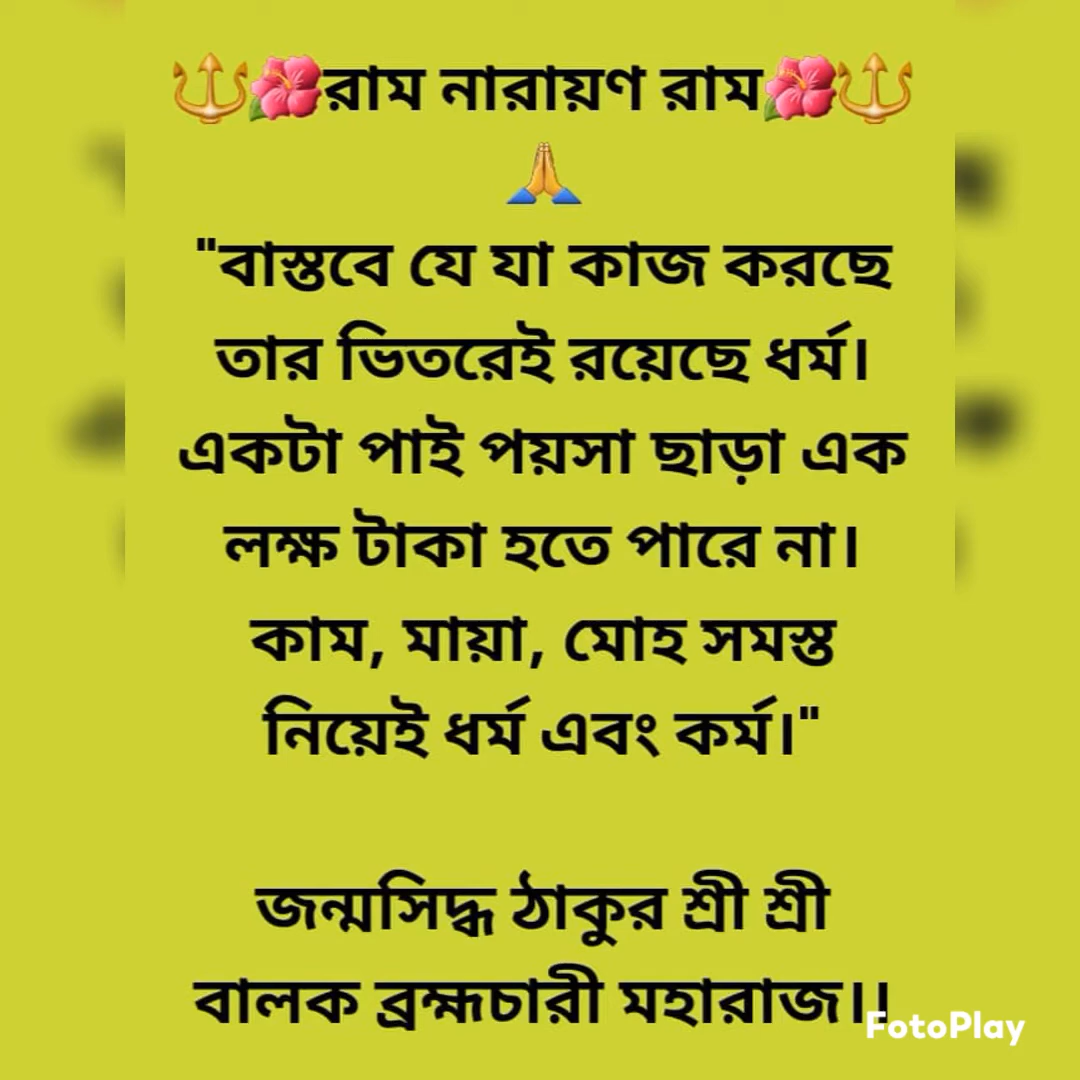 🔱🌺রাম নারায়ণ রাম🌺🔱
🙏
"বাস্তবে যে যা কাজ করছে
তার ভিতরেই রয়েছে ধর্ম।
একটা পাই পয়সা ছাড়া এক
লক্ষ টাকা হতে পারে না।
কাম, মায়া, মোহ সমস্ত
নিয়েই ধর্ম এবং কর্ম।"
জন্মসিদ্ধ ঠাকুর শ্রী শ্রী
বালক ব্রহ্মচারী মহারাজ।।
FotoPlay